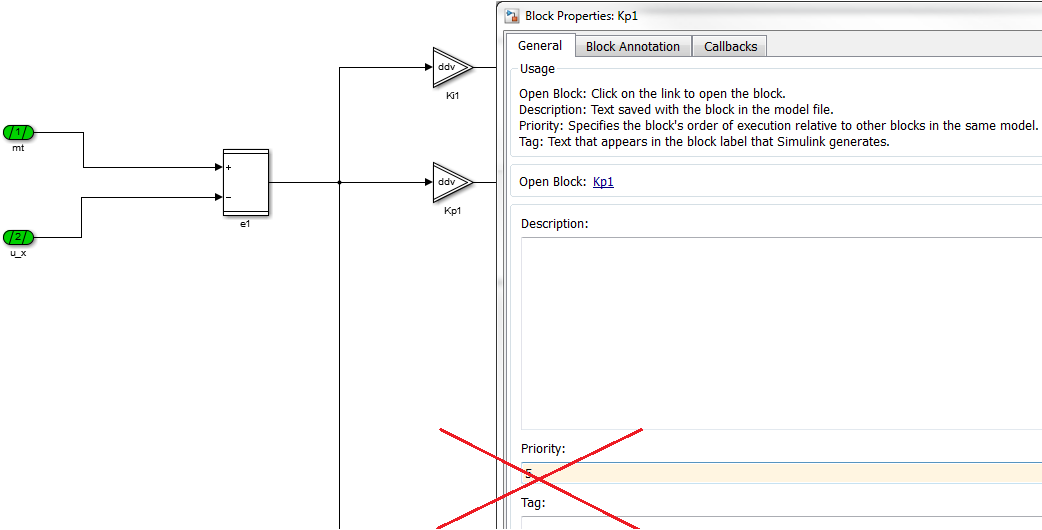 Block Properties: Kp1
General
Block Annotation
Callbacks
Usage
Open Block: Click on the link to open the block.
Description: Text saved with the block in the model file.
Priority: Specifies the block's order of execution relative to other blocks in the same model.
Tag: Text that appears in the block label that Simulink generates.
Open Block: Kp1
Description:
Priority:
5
Tag:
ddv
Ki1
/1/
mt
+
−
e1
ddv
Kp1
/2/
u_x